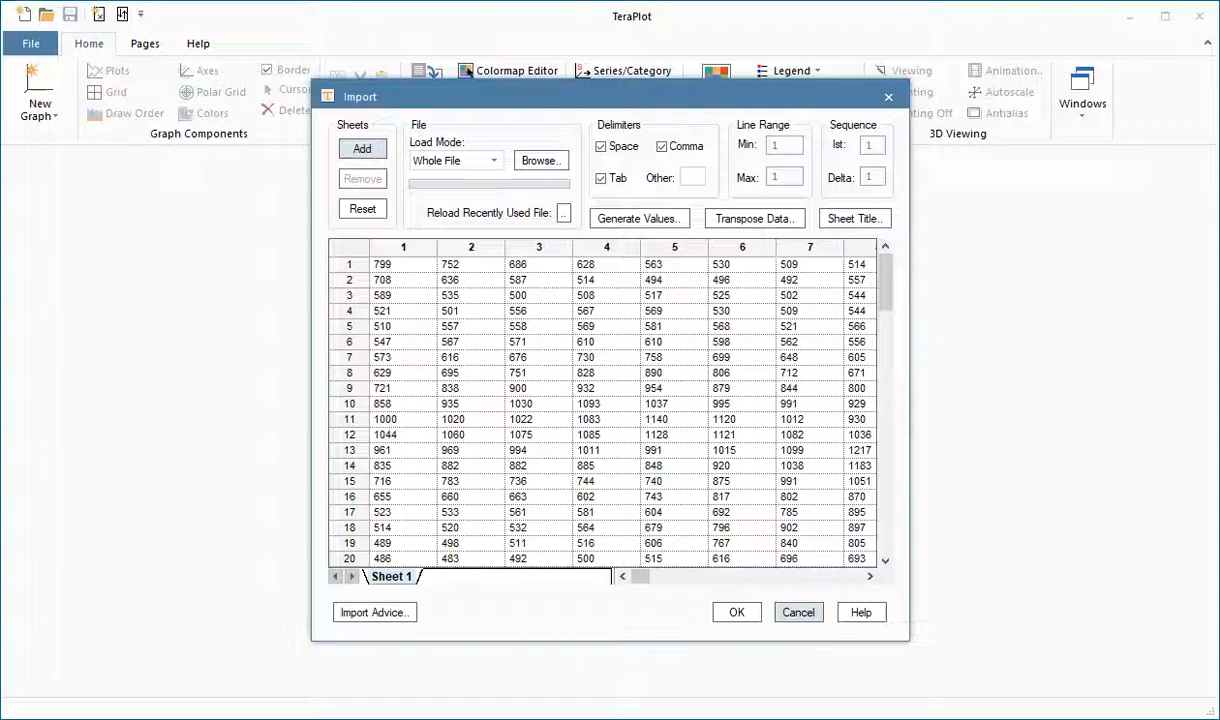 TeraPlot
File Home Pages Help
New Graph
Plots Axes Border
Grid Polar Grid
Draw Order Colors Delete
Graph Components
Colormap Editor Series/Category Legend
Viewing Animation..
Autoscale
Antialias
3D Viewing
Windows
Import
Sheets File Delimiters Line Range Sequence
Add
Remove
Reset
Load Mode:
Whole File Browse..
Reload Recently Used File: ..
Space Comma
Tab Other:
Min: 1
Max: 1
Ist: 1
Delta: 1
Generate Values.. Transpose Data.. Sheet Title..
1 2 3 4 5 6 7
1 799 752 686 628 563 530 509 514
2 708 636 587 514 494 496 492 557
3 589 535 500 508 517 525 502 544
4 521 501 556 567 569 530 509 544
5 510 557 558 569 581 568 521 566
6 547 567 571 610 610 598 562 556
7 573 616 676 730 758 699 648 605
8 629 695 751 828 890 806 712 671
9 721 838 900 932 954 879 844 800
10 858 935 1030 1093 1037 995 991 929
11 1000 1020 1022 1083 1140 1120 1012 930
12 1044 1060 1075 1085 1128 1121 1082 1036
13 961 969 994 1011 991 1015 1099 1217
14 835 882 882 885 848 920 1038 1183
15 716 783 736 744 740 875 991 1051
16 655 660 663 602 743 817 802 870
17 523 533 561 581 604 692 785 895
18 514 520 532 564 679 796 902 897
19 489 498 511 516 606 767 840 805
20 486 483 492 500 515 616 696 693
Sheet 1
Import Advice.. OK Cancel Help